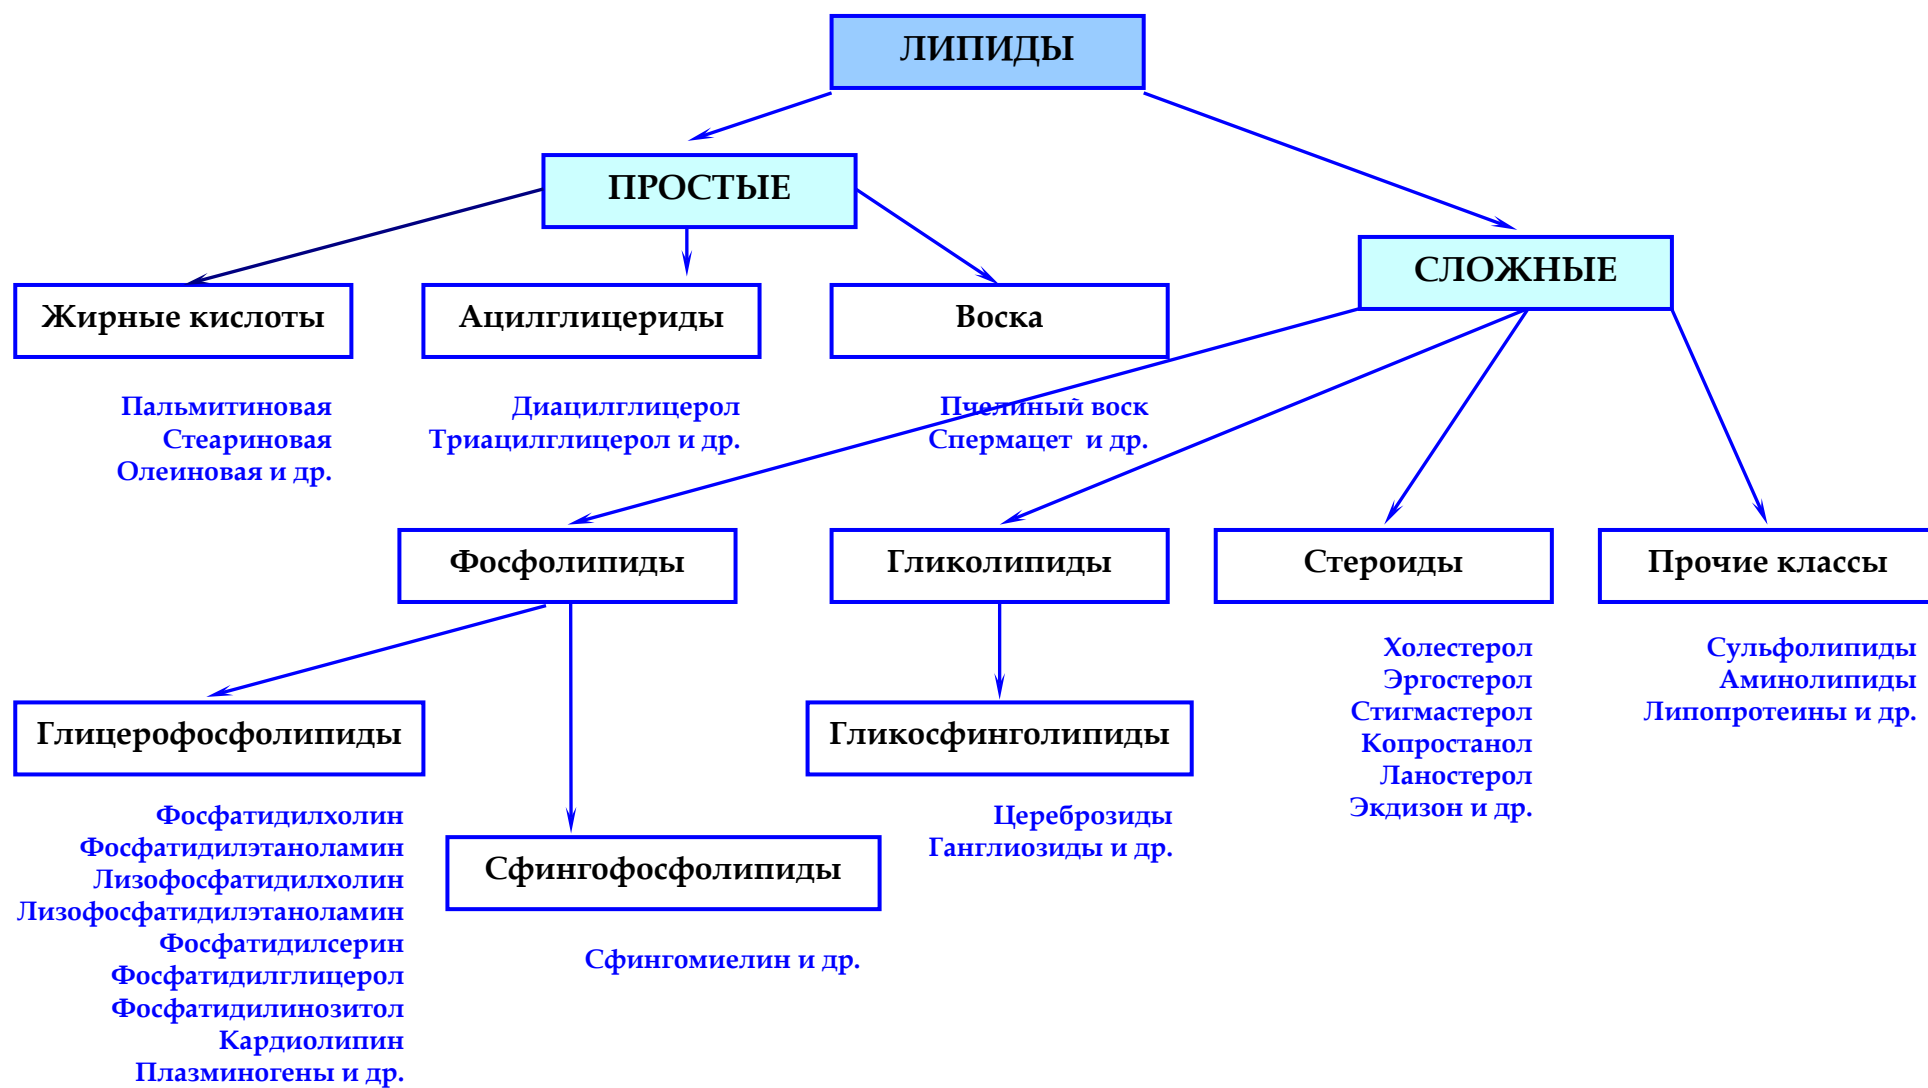 ЛИПИДЫ
ПРОСТЫЕ
СЛОЖНЫЕ
Жирные кислоты
Ацилглицериды
Воска
Пальмитиновая
Стеариновая
Олеиновая и др.
Диацилглицерол
Триацилглицерол и др.
Пчелиный воск
Спермацет и др.
Фосфолипиды
Гликолипиды
Стероиды
Прочие классы
Холестерол
Эргостерол
Стигмастерол
Копростанол
Ланостерол
Экдизон и др.
Сульфолипиды
Аминолипиды
Липопротеины и др.
Глицерофосфолипиды
Гликосфинголипиды
Фосфатидилхолин
Фосфатидилэтаноламин
Лизофосфатидилхолин
Лизофосфатидилэтаноламин
Фосфатидилсерин
Фосфатидилглицерол
Фосфатидилинозитол
Кардиолипин
Плазминогены и др.
Сфингофосфолипиды
Сфингомиелин и др.
Цереброзиды
Ганглиозиды и др.